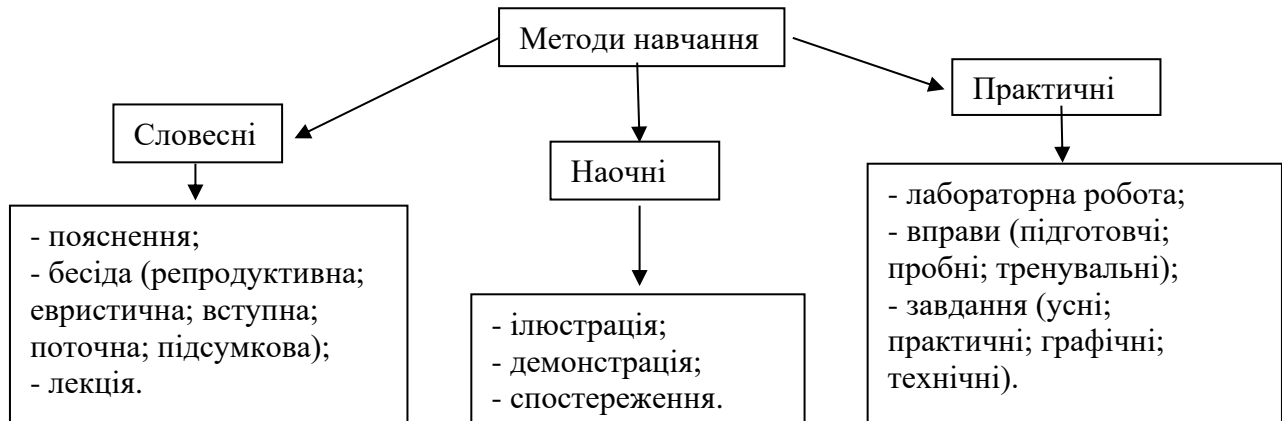 Методи навчання
Словесні
- пояснення;
- бесіда (репродуктивна;
евристична; вступна;
поточна; підсумкова);
- лекція.
Наочні
- ілюстрація;
- демонстрація;
- спостереження.
Практичні
- лабораторна робота;
- вправи (підготовчі;
пробні; тренувальні);
- завдання (усні;
практичні; графічні;
технічні).